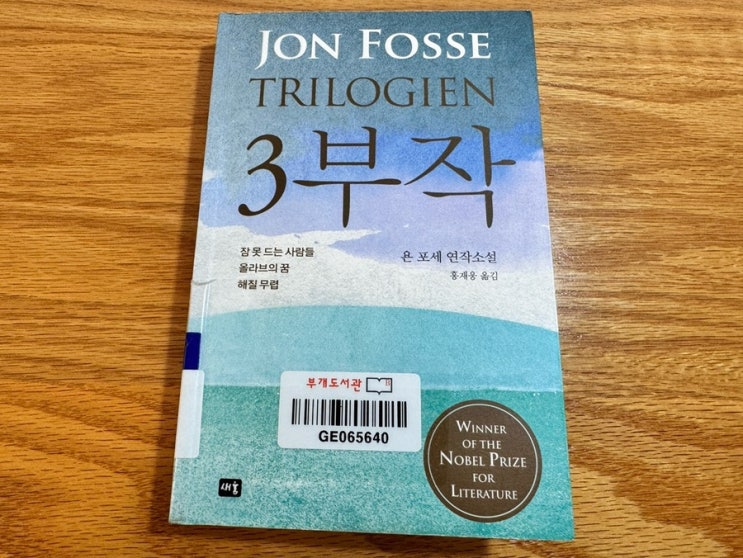 JON FOSSE
TRILOGIEN
3부작
잠 못 드는 사람들
올라브의 꿈
해질 무렵
욘 포세 연작소설
홍재웅 옮김
부개도서관
GE065640
WINNER
OF THE
NOBEL PRIZE
FOR
LITERATURE
새움